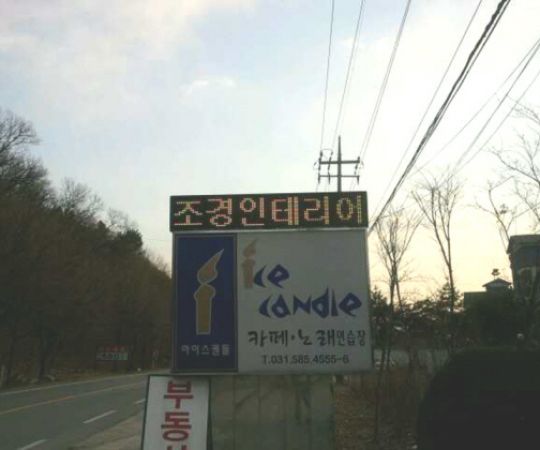 조경인테리어
ice
candle
카페·노래연습장
아이스캔들
T.031.585.4555-6
부동